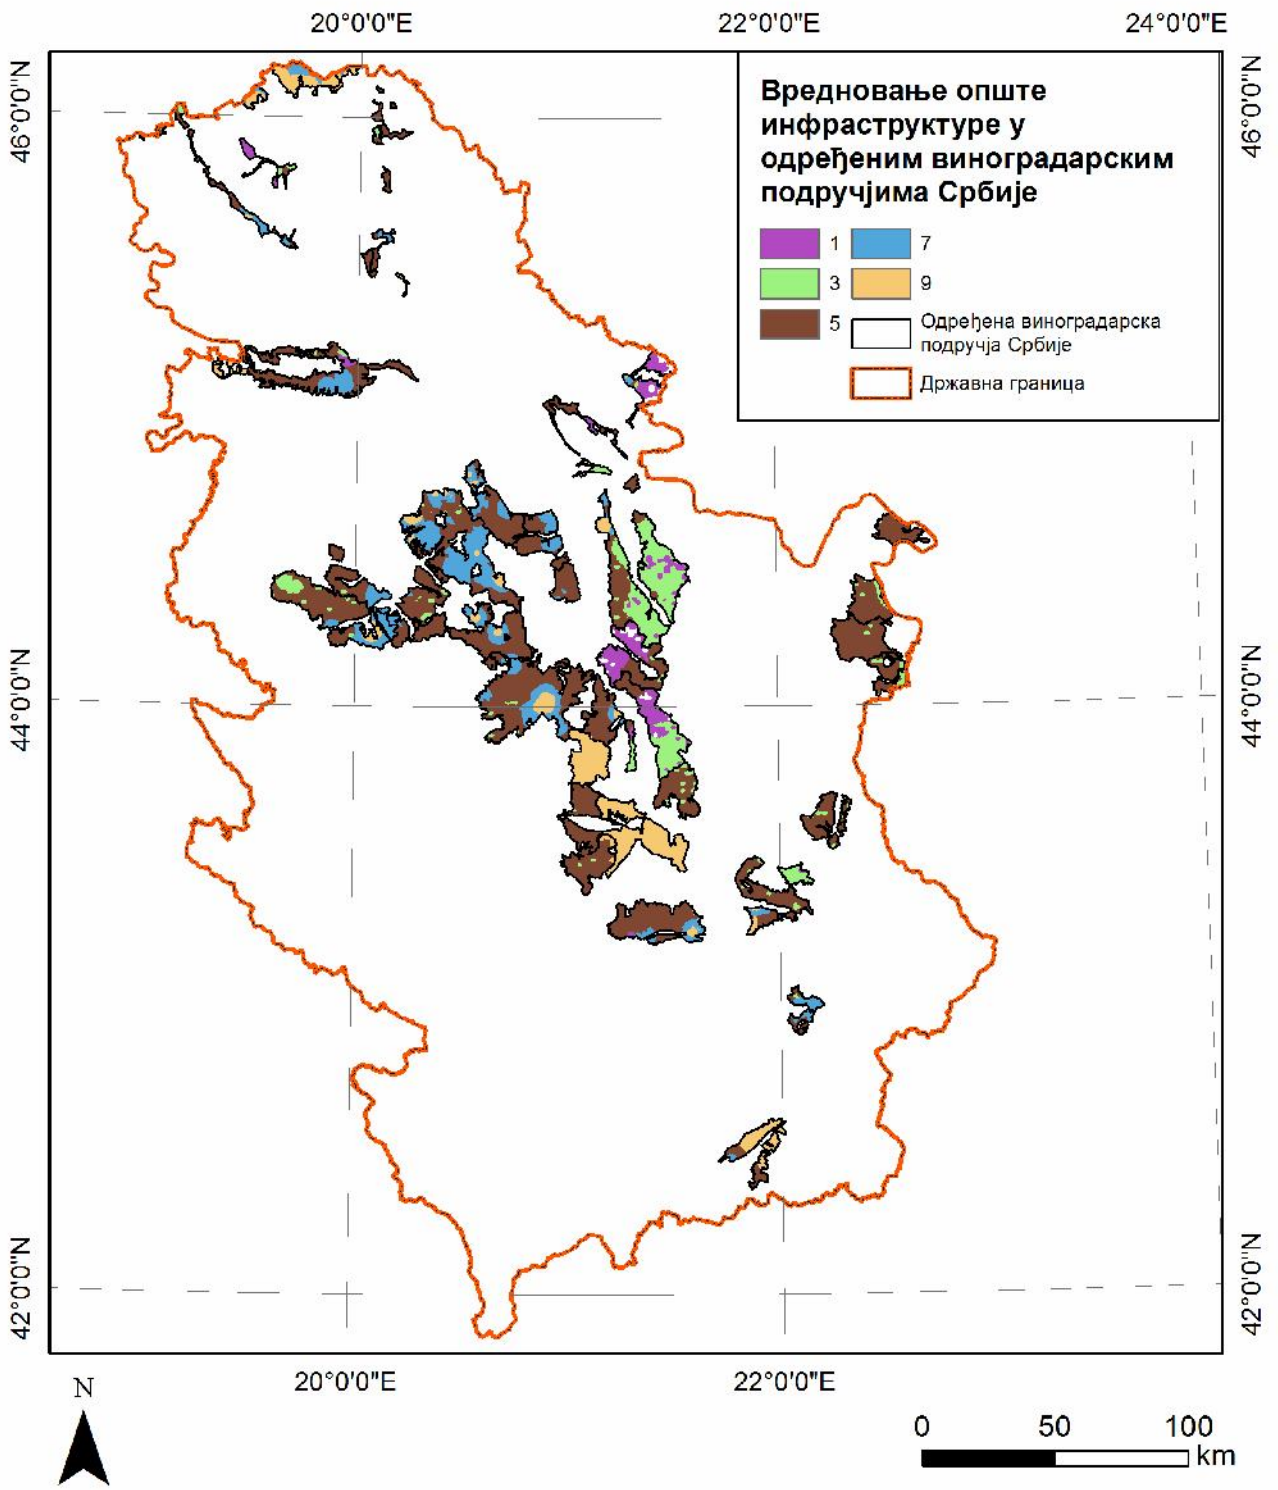 20°0'0"E
22°0'0"E
24°0'0"E
46°0'0"N
46°0'0"N
Вредновање опште
инфраструктуре у
одређеним виноградарским
подручјима Србије
1
7
3
9
5
Одређена виноградарска
подручја Србије
Државна граница
44°0'0"N
44°0'0"N
42°0'0"N
42°0'0"N
20°0'0"E
22°0'0"E
N
0
50
100
km